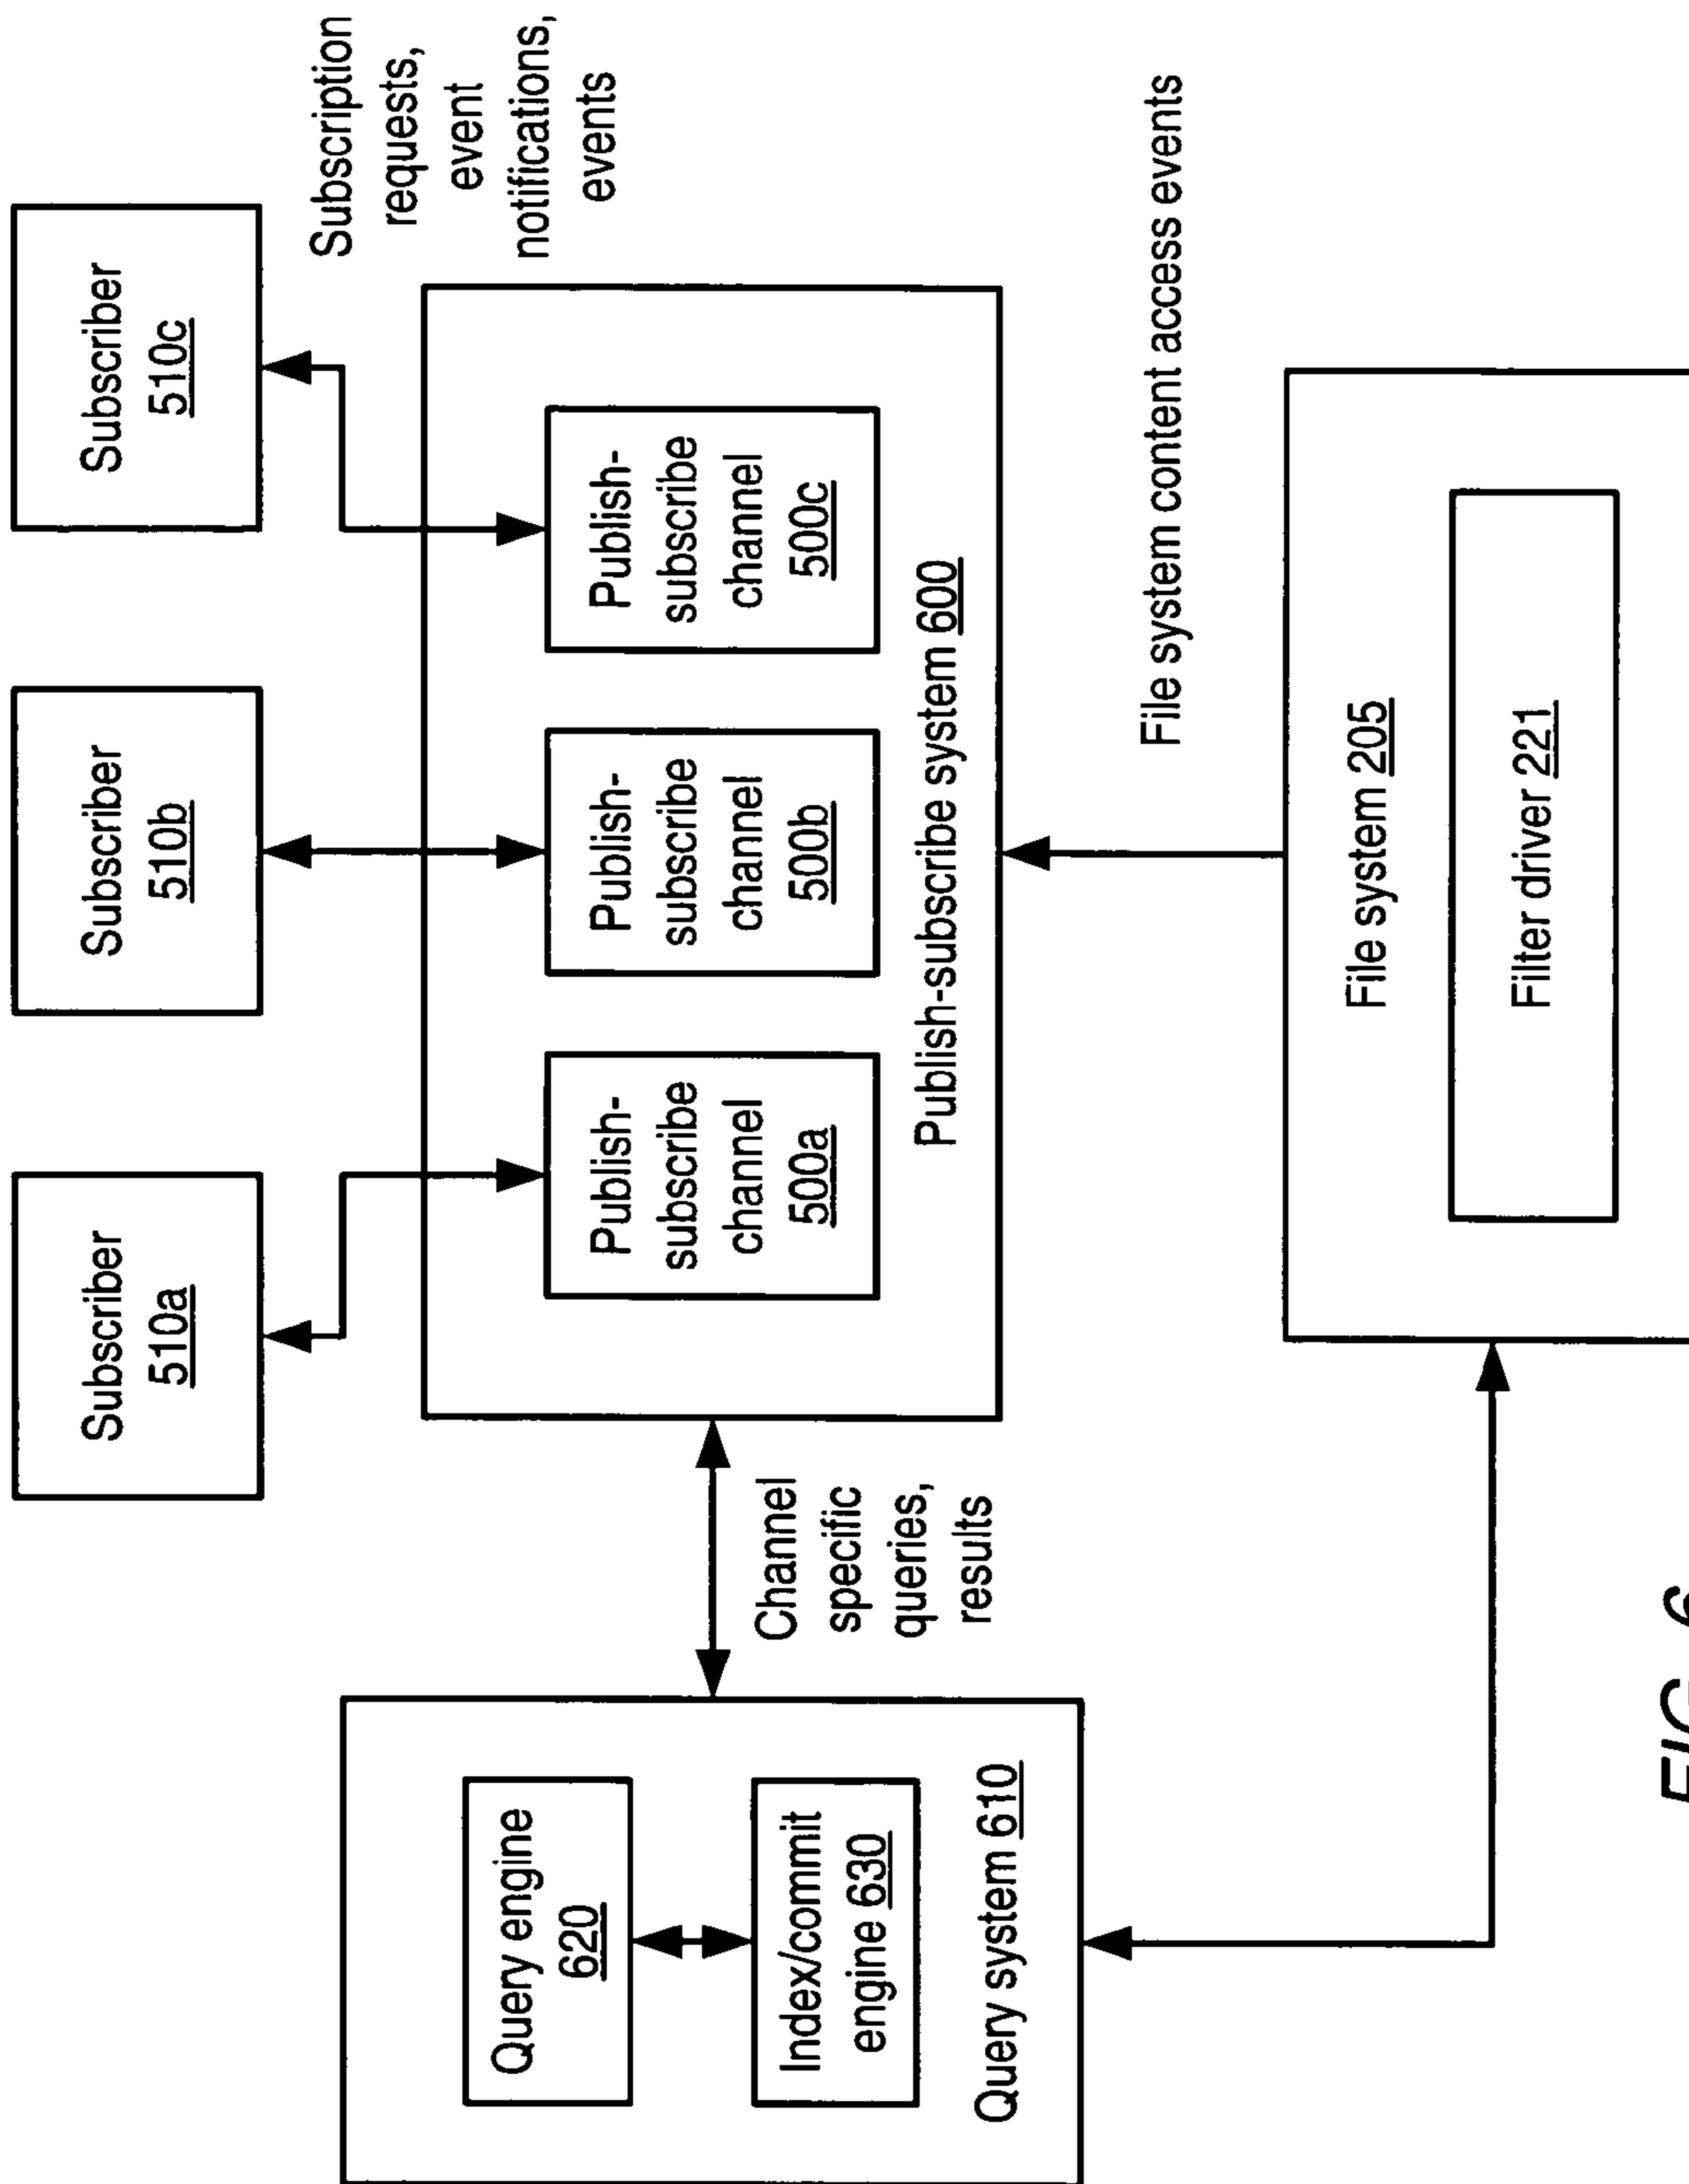 Subscriber
510a
Subscriber
510b
Subscriber
510c
Subscription
requests,
event
notifications,
events
Query engine
620
Index/commit
engine 630
Query system 610
Channel
specific
queries,
results
Publish-
subscribe
channel
500a
Publish-
subscribe
channel
500b
Publish-
subscribe
channel
500c
Publish-subscribe system 600
File system content access events
File system 205
Filter driver 221
FIG. 6